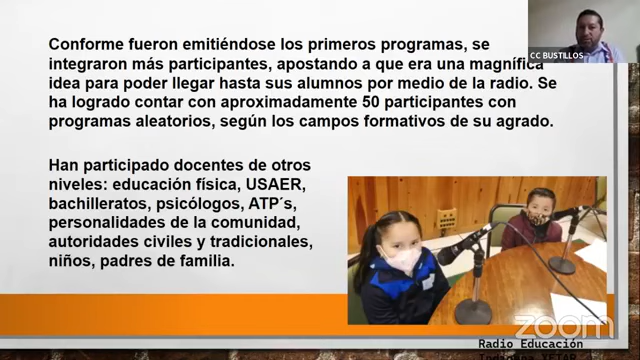 Conforme fueron emitiéndose los primeros programas, se
integraron más participantes, apostando a que era una magnífica
idea para poder llegar hasta sus alumnos por medio de la radio. Se
ha logrado contar con aproximadamente 50 participantes con
programas aleatorios, según los campos formativos de su agrado.
Han participado docentes de otros
niveles: educación física, USAER,
bachilleratos, psicólogos, ATP´s,
personalidades de la comunidad,
autoridades civiles y tradicionales,
niños, padres de familia.
CC BUSTILLOS
zoom
Radio Educación